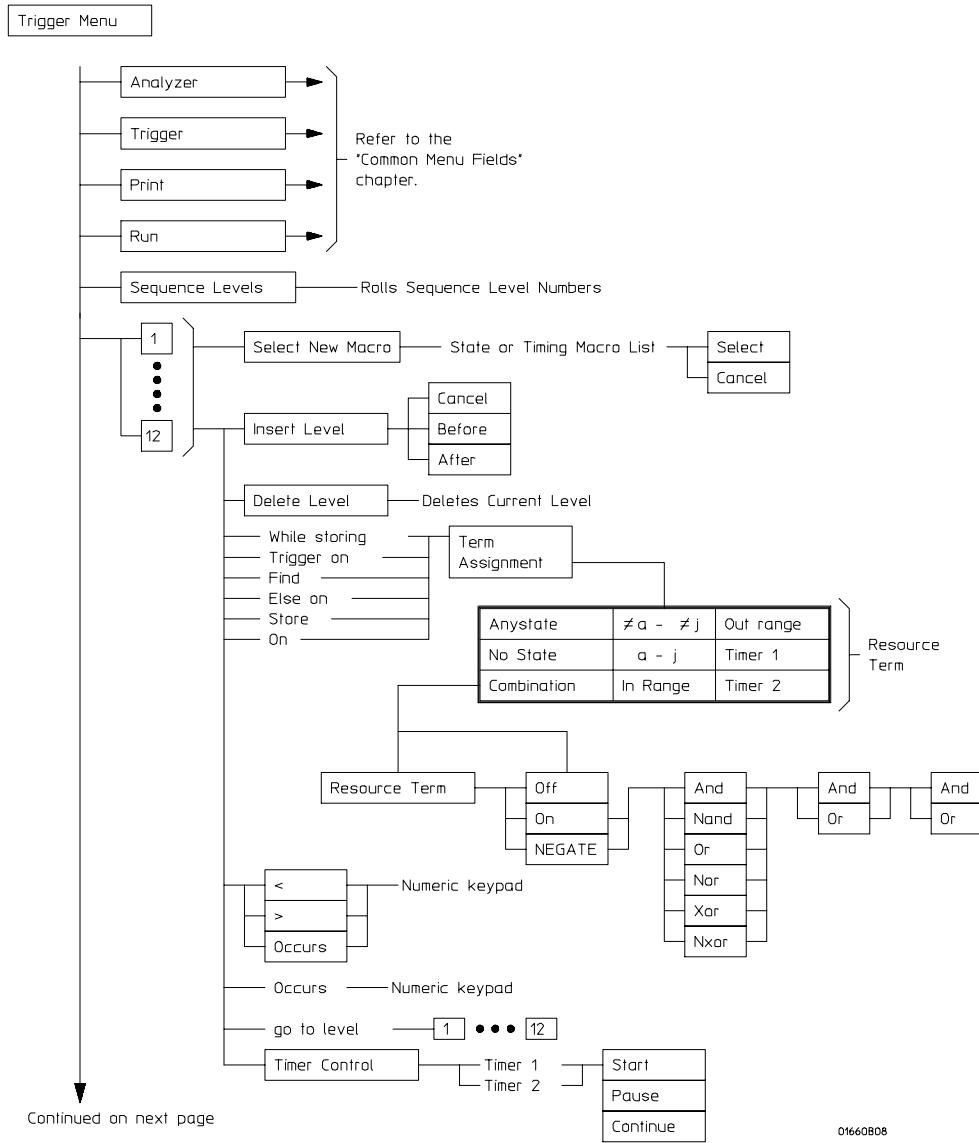 Trigger Menu
Analyzer
Trigger
Print
Run
Refer to the
"Common Menu Fields"
chapter.
Sequence Levels
Rolls Sequence Level Numbers
1
12
Select New Macro
State or Timing Macro List
Select
Cancel
Insert Level
Cancel
Before
After
Delete Level
Deletes Current Level
While storing
Trigger on
Find
Else on
Store
On
Term
Assignment
Anystate ≠a - ≠j Out range
No State a - j Timer 1
Combination In Range Timer 2
Resource
Term
Resource Term
Off
On
NEGATE
And
Nand
Or
Nor
Xor
Nxor
And
Or
And
Or
<
>
Occurs
Numeric keypad
Occurs
Numeric keypad
go to level
1
12
Timer Control
Timer 1
Timer 2
Start
Pause
Continue
Continued on next page
01660B08